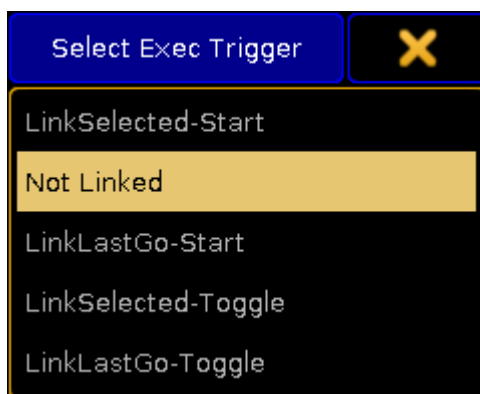 Select Exec Trigger
LinkSelected-Start
Not Linked
LinkLastGo-Start
LinkSelected-Toggle
LinkLastGo-Toggle